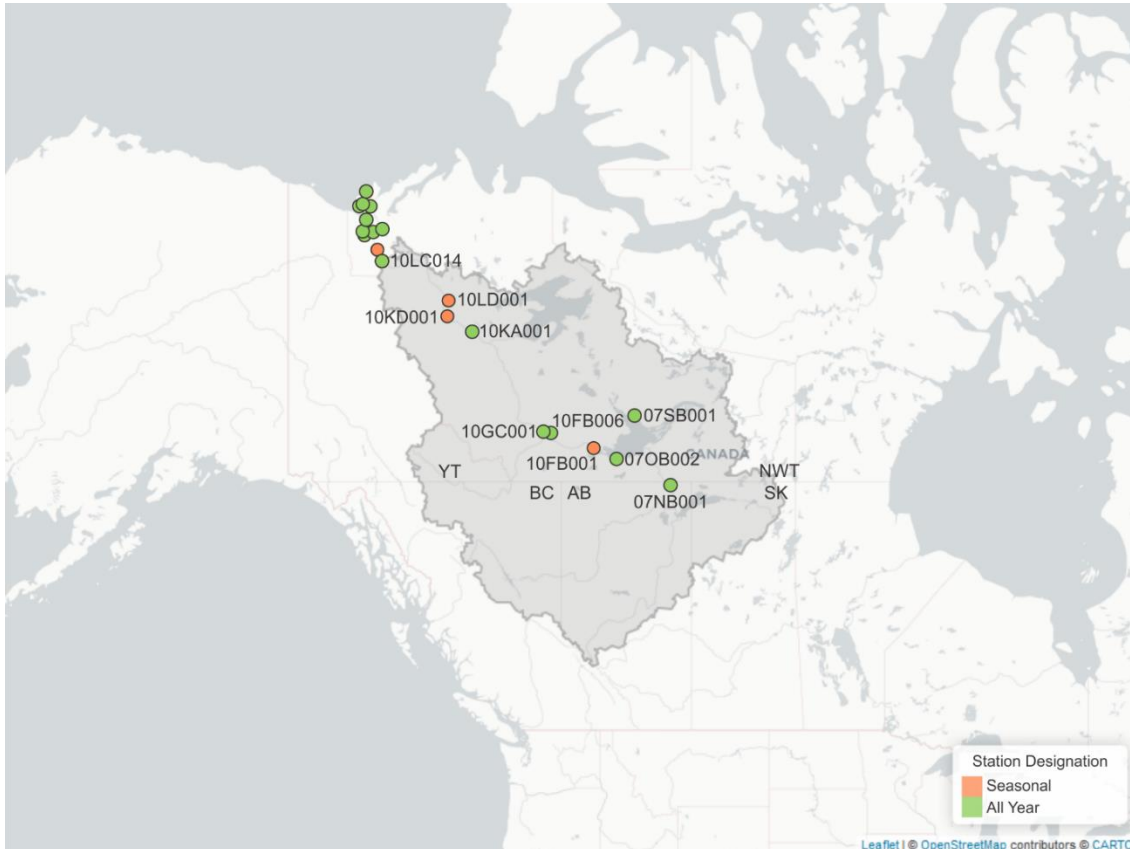 10LC014
10LD001
10KD001
10KA001
07SB001
10FB006
10GC001
10FB001
CANADA
07OB002
YT
NWT
BC AB
SK
07NB001
Station Designation
Seasonal
All Year
Leaflet | © OpenStreetMap contributors © CARTO